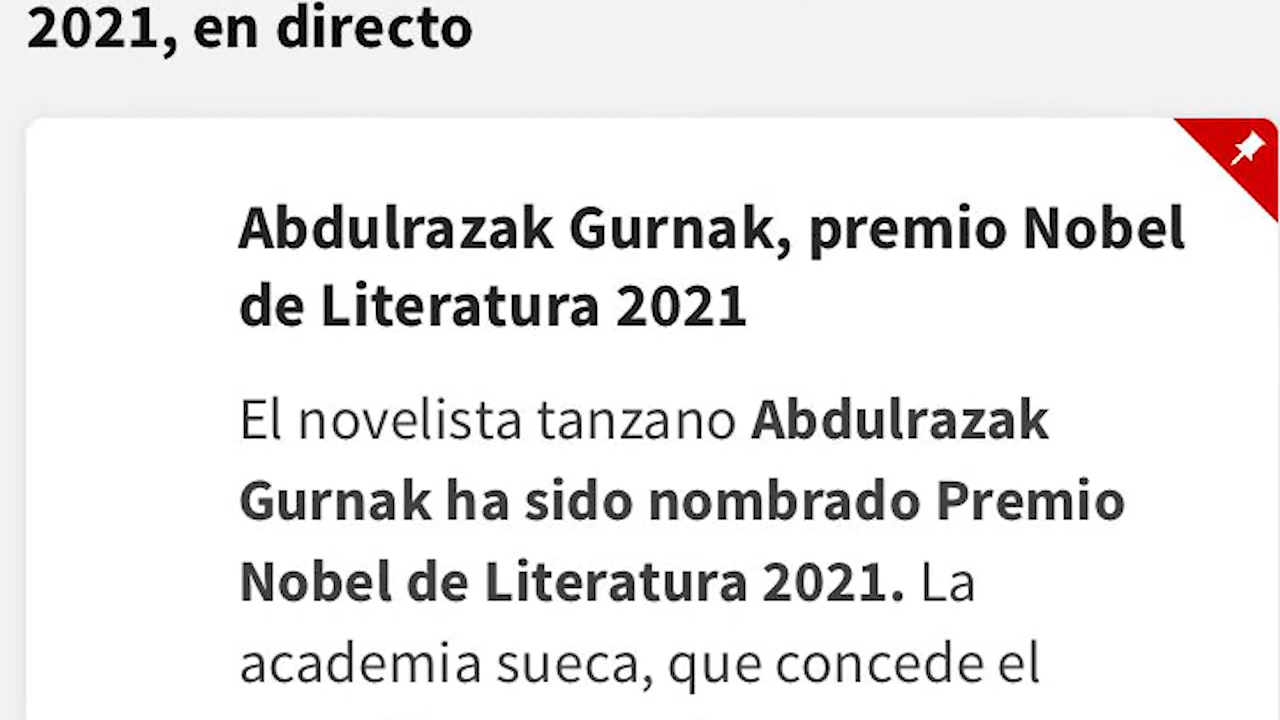 2021, en directo
Abdulrazak Gurnak, premio Nobel
de Literatura 2021
El novelista tanzano Abdulrazak
Gurnak ha sido nombrado Premio
Nobel de Literatura 2021. La
academia sueca, que concede el